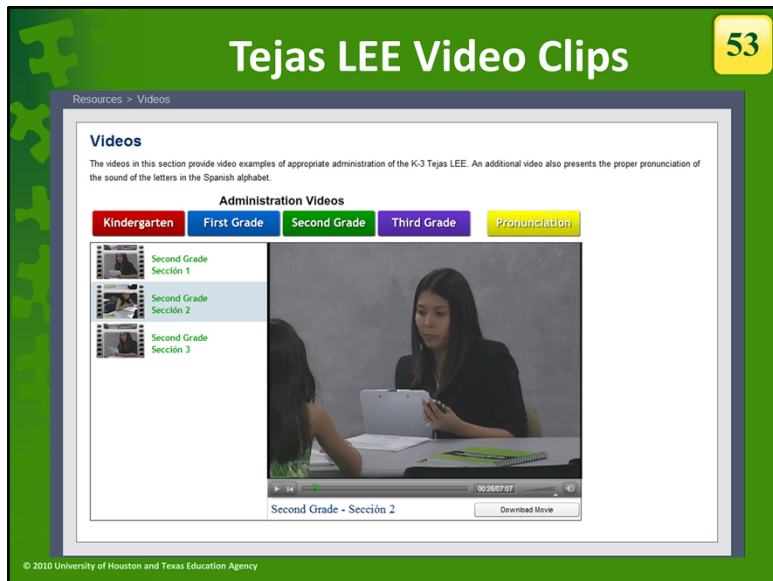 Tejas LEE Video Clips
53
Resources > Videos
Videos
The videos in this section provide video examples of appropriate administration of the K-3 Tejas LEE. An additional video also presents the proper pronunciation of
the sound of the letters in the Spanish alphabet.
Administration Videos
Kindergarten First Grade Second Grade Third Grade Pronunciation
Second Grade
Sección 1
Second Grade
Sección 2
Second Grade
Sección 3
00:26/07:07
Second Grade - Sección 2
Download Movie
© 2010 University of Houston and Texas Education Agency